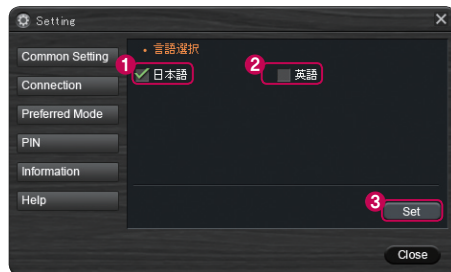 Setting
Common Setting
Connection
Preferred Mode
PIN
Information
Help
・言語選択
1 日本語
2 英語
3 Set
Close